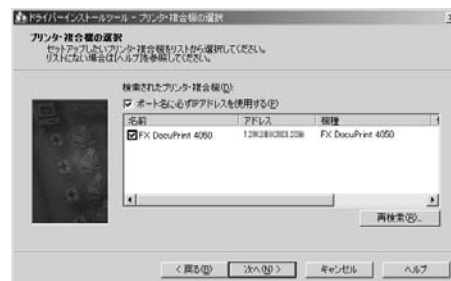 ドライバーインストールツール - プリンタ・複合機の選択
プリンタ・複合機の選択
セットアップしたいプリンタ・複合機をリストから選択してください。
リストにない場合は[ヘルプ]を参照してください。
検索されたプリンタ・複合機(D):
ポート名に必ずIPアドレスを使用する(P)
名前 アドレス 機種
FX DocuPrint 4050 FX DocuPrint 4050
再検索(R)...
< 戻る(B) 次へ(N) > キャンセル ヘルプ